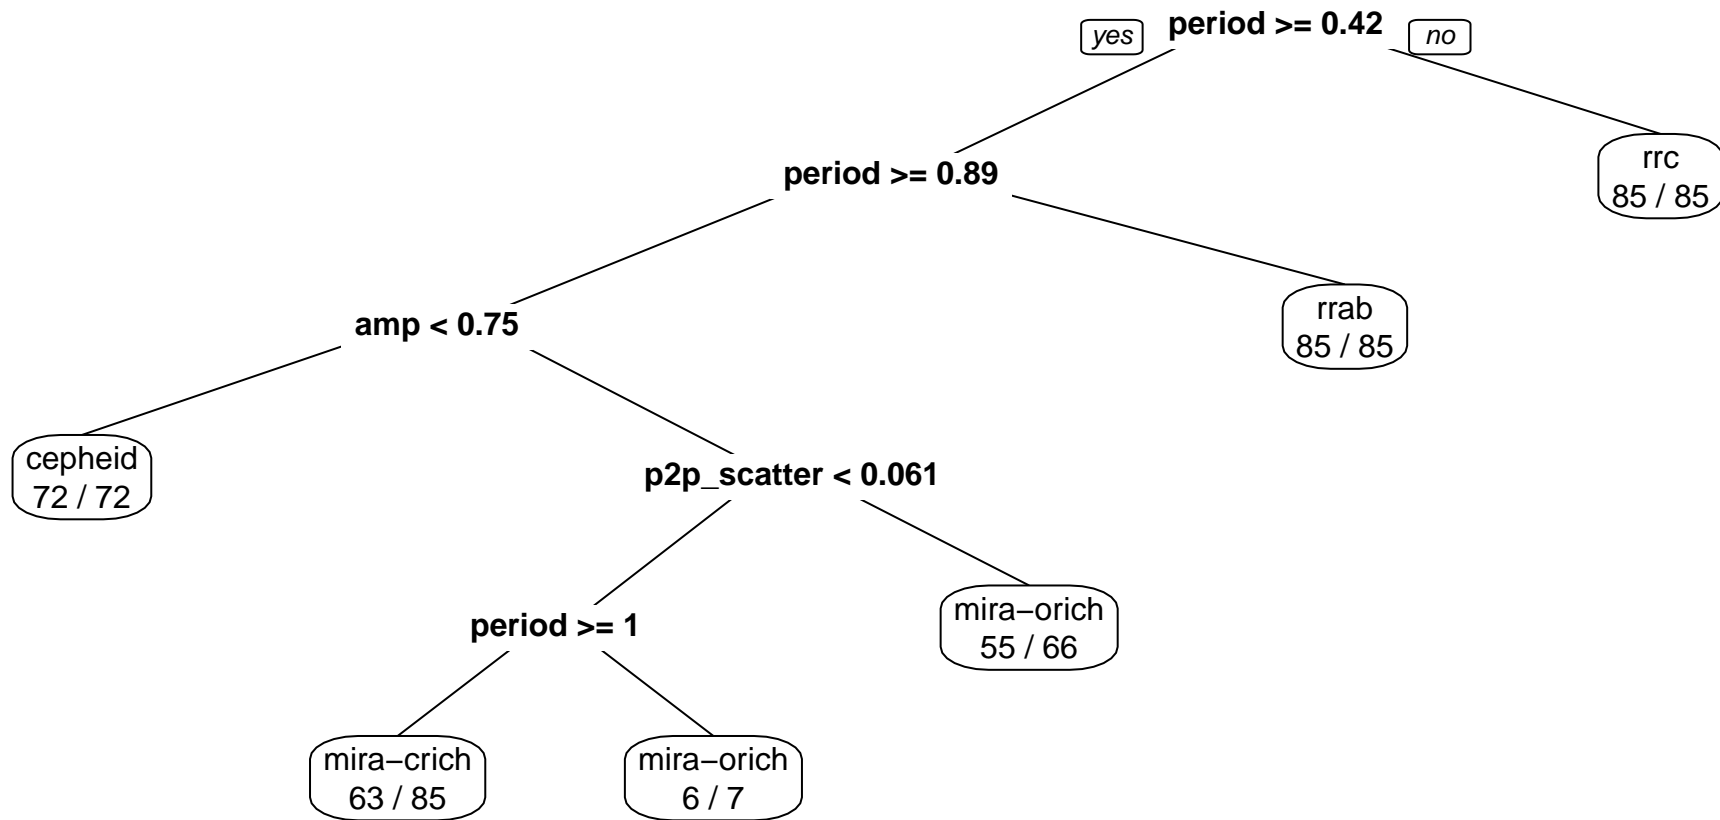 yes
period >= 0.42
no
period >= 0.89
rrc
85 / 85
amp < 0.75
rrab
85 / 85
cepheid
72 / 72
p2p_scatter < 0.061
period >= 1
mira−orich
55 / 66
mira−crich
63 / 85
mira−orich
6 / 7